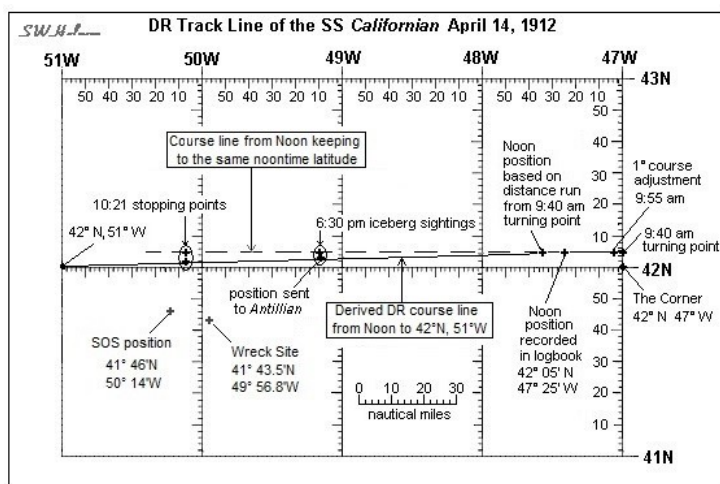 DR Track Line of the SS Californian April 14, 1912
51W 50W 49W 48W 47W
43N
50 40 30 20 10 50 40 30 20 10 50 40 30 20 10 50 40 30 20 10
50
40
30
20
10
Course line from Noon keeping
to the same noontime latitude
Noon
position
based on
distance run
from 9:40 am
turning point
1° course
adjustment
9:55 am
9:40 am
turning point
10:21 stopping points
42° N, 51° W
6:30 pm iceberg sightings
42N
position sent
to Antillian
Derived DR course line
from Noon to 42°N, 51°W
Noon
position
recorded
in logbook
42° 05' N
47° 25' W
The Corner
42° N 47° W
SOS position
41° 46'N
50° 14'W
Wreck Site
41° 43.5'N
49° 56.8'W
0 10 20 30
nautical miles
50
40
30
20
10
41N